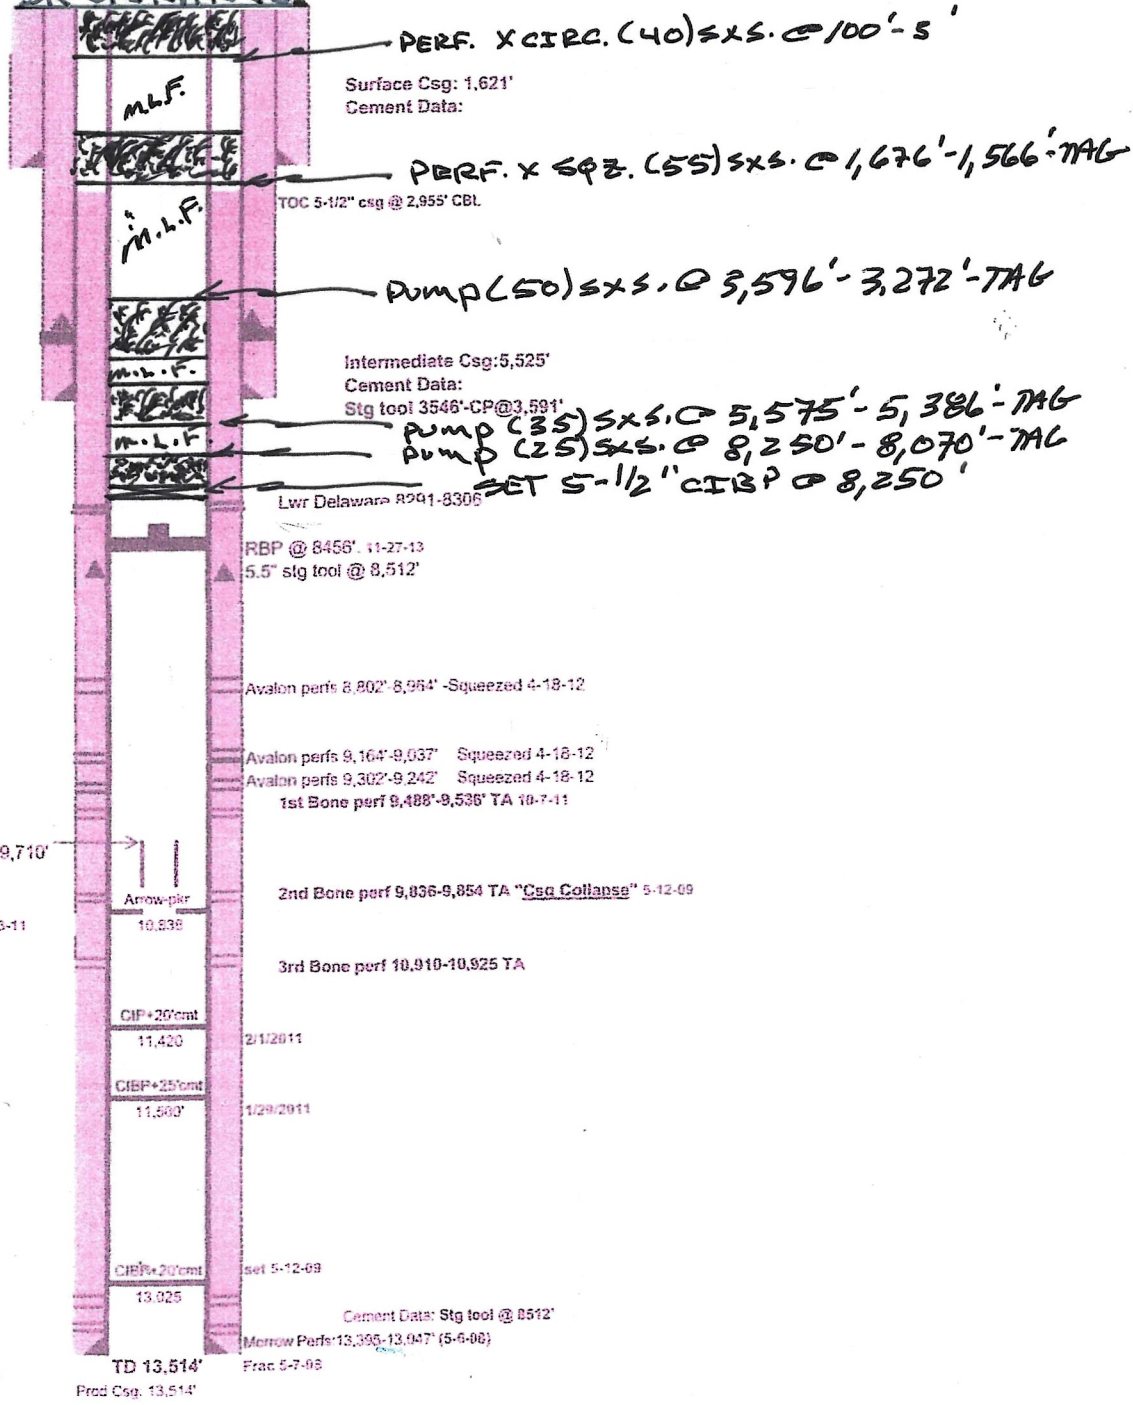 PERF. X CIRC. (40) SXS. @ 100'-3'
Surface Csg: 1,621'
Cement Data:
M.L.F.
PERF. X SQZ. (55) SXS. @ 1,676'-1,566'-TAG
TOC 5-1/2" csg @ 2,955' CBL
M.L.F.
PUMP (50) SXS. @ 3,596'-3,272'-TAG
Intermediate Csg:5,525'
M.L.F.
Cement Data:
Stg tool 3546'-CP@3,591'
PUMP (35) SXS. @ 5,575'-5,386'-TAG
M.L.F.
PUMP (25) SXS. @ 8,250'-8,070'-TAG
SET 5-1/2" CIBP @ 8,250'
Lwr Delaware 8291-8306
RBP @ 8456'. 11-27-13
5.5" stg tool @ 8,512'
Avalon perfs 8,802'-8,964' -Squeezed 4-18-12
Avalon perfs 9,164'-9,037' Squeezed 4-18-12
Avalon perfs 9,302'-9,242' Squeezed 4-18-12
1st Bone perf 9,488'-9,536' TA 10-7-11
9,710'
2nd Bone perf 9,836-9,854 TA "Csg Collapse" 5-12-09
Arrow-pkr
10,836
-11
3rd Bone perf 10,910-10,925 TA
CIP+20'cmt
11,420 2/1/2011
CIBP+25'cmt
11,500' 1/29/2011
CIBP+20'cmt set 5-12-09
13,025
Cement Data: Stg tool @ 8512'
Morrow Perfs:13,395-13,047' (5-6-08)
TD 13,514' Frac 5-7-08
Prod Csg: 13,514'